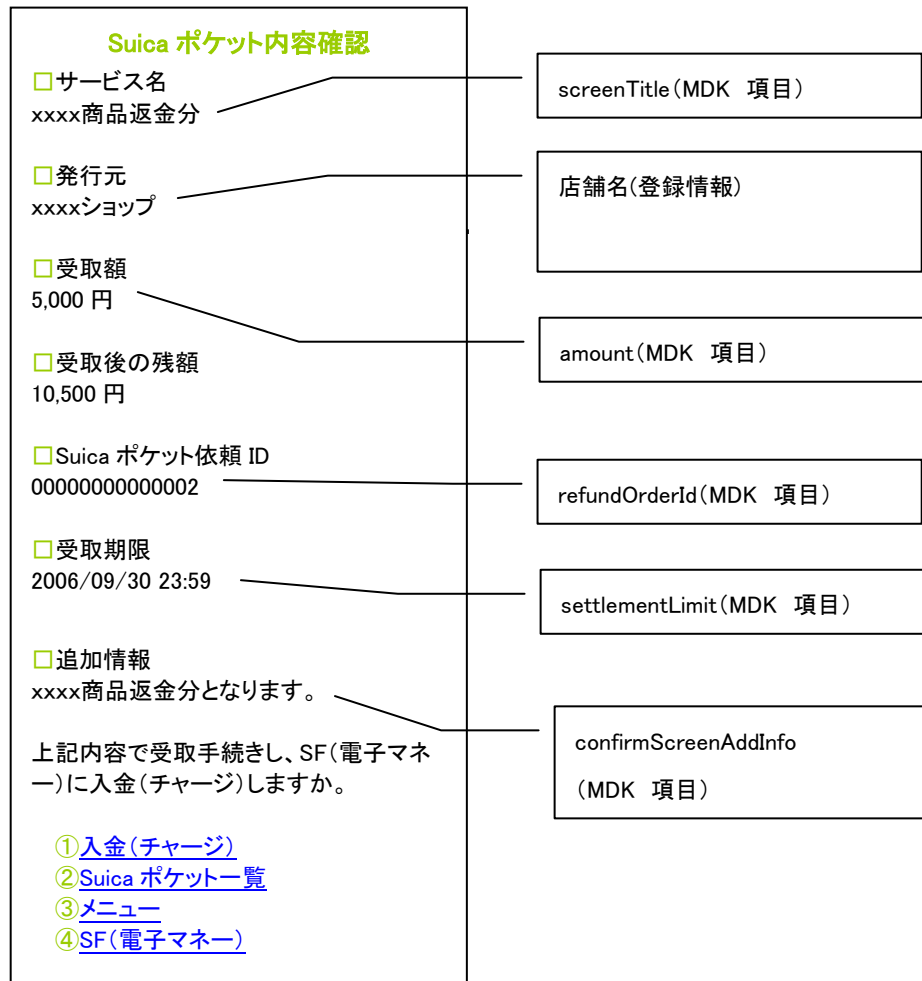 Suica ポケット内容確認
□サービス名
xxxx商品返金分
□発行元
xxxxショップ
□受取額
5,000 円
□受取後の残額
10,500 円
□Suica ポケット依頼 ID
00000000000002
□受取期限
2006/09/30 23:59
□追加情報
xxxx商品返金分となります。
上記内容で受取手続きし、SF(電子マネ
ー)に入金(チャージ)しますか。
①入金(チャージ)
②Suica ポケット一覧
③メニュー
④SF(電子マネー)
screenTitle(MDK 項目)
店舗名(登録情報)
amount(MDK 項目)
refundOrderId(MDK 項目)
settlementLimit(MDK 項目)
confirmScreenAddInfo
(MDK 項目)